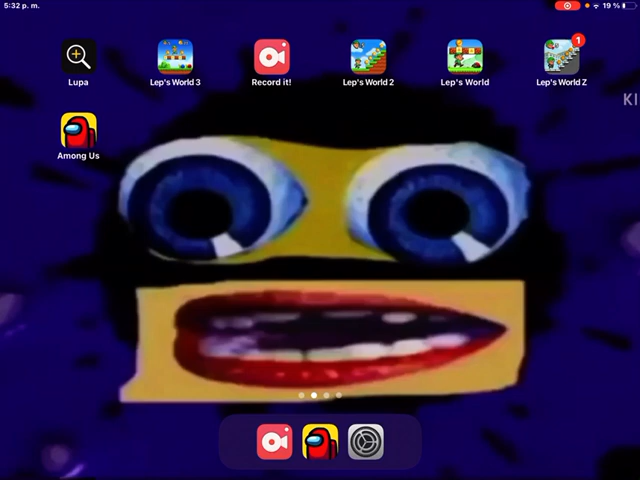 5:32 p. m.
19 %
Lupa
Lep's World 3
Record it!
Lep's World 2
Lep's World
Lep's World Z
1
KI
Among Us